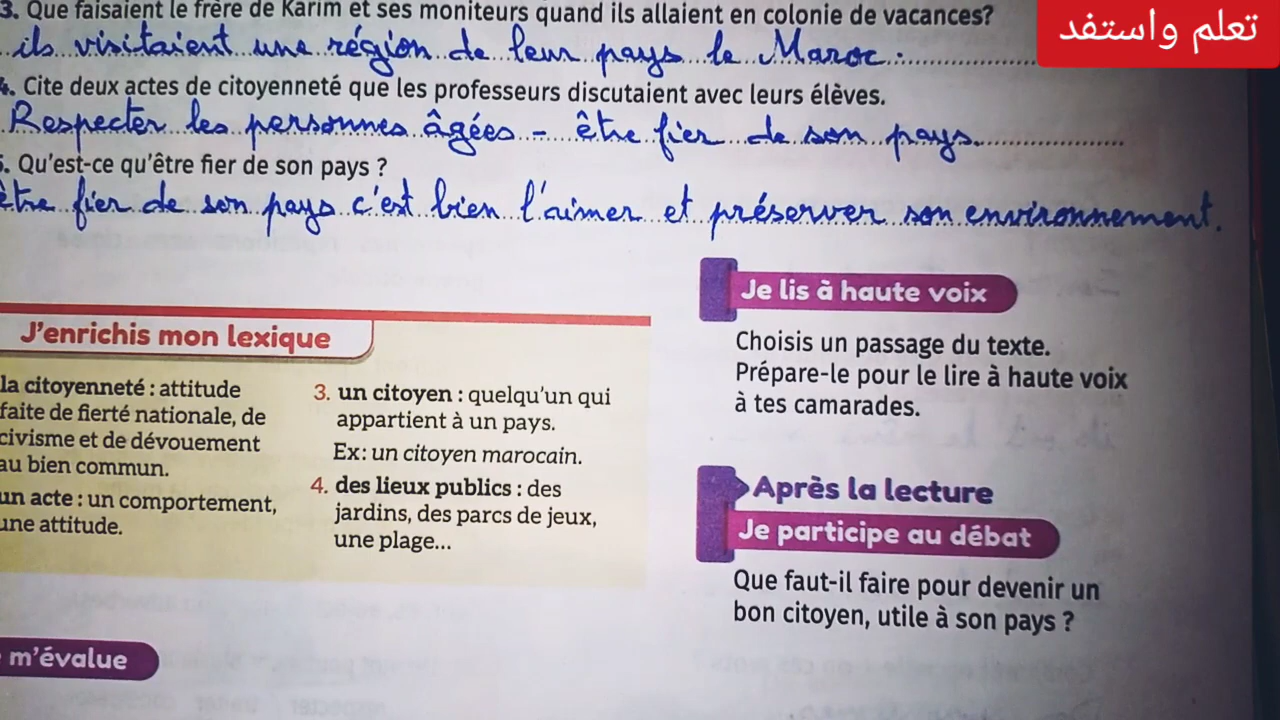 3. Que faisaient le frère de Karim et ses moniteurs quand ils allaient en colonie de vacances?
تعلم واستفد
ils visitaient une région de leur pays le Maroc.
4. Cite deux actes de citoyenneté que les professeurs discutaient avec leurs élèves.
Respecter les personnes âgées - être fier de son pays.
5. Qu'est-ce qu'être fier de son pays ?
être fier de son pays c'est bien l'aimer et préserver son environnement.
J'enrichis mon lexique
la citoyenneté : attitude
faite de fierté nationale, de
civisme et de dévouement
au bien commun.
un acte : un comportement,
une attitude.
3. un citoyen : quelqu'un qui
appartient à un pays.
Ex: un citoyen marocain.
4. des lieux publics : des
jardins, des parcs de jeux,
une plage...
Je lis à haute voix
Choisis un passage du texte.
Prépare-le pour le lire à haute voix
à tes camarades.
Après la lecture
Je participe au débat
Que faut-il faire pour devenir un
bon citoyen, utile à son pays ?
m'évalue